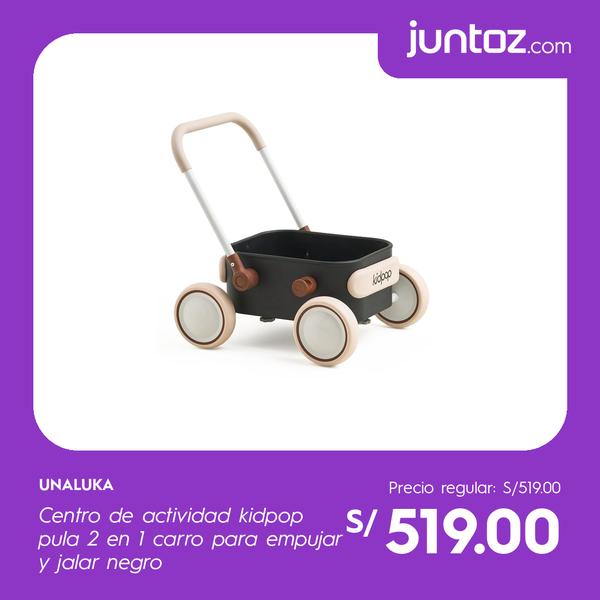 juntoz.com
kidpop
UNALUKA
Centro de actividad kidpop
pula 2 en 1 carro para empujar
y jalar negro
Precio regular: S/519.00
S/ 519.00